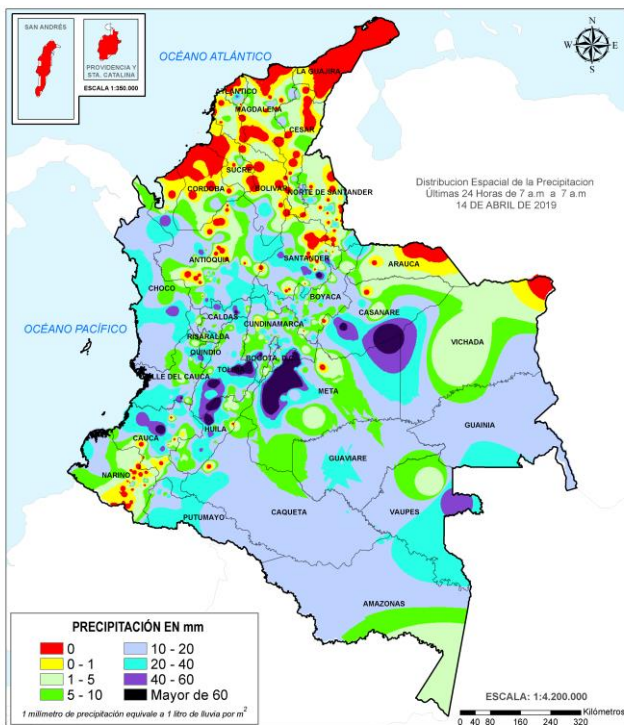 SAN ANDRÉS
PROVIDENCIA Y
STA. CATALINA
ESCALA 1:350.000
OCÉANO ATLÁNTICO
N
W E
S
LA GUAJIRA
ATLANTICO
MAGDALENA
CESAR
SUCRE
CORDOBA
BOLIVAR
NORTE DE SANTANDER
Distribucion Espacial de la Precipitacion
Últimas 24 Horas de 7 a.m a 7 a.m
14 DE ABRIL DE 2019
ANTIOQUIA
SANTANDER
ARAUCA
CHOCO
BOYACA
CASANARE
OCÉANO PACÍFICO
CALDAS
CUNDINAMARCA
RISARALDA
VICHADA
QUINDIO
BOGOTA, D.C.
TOLIMA
VALLE DEL CAUCA
META
HUILA
GUAINIA
CAUCA
GUAVIARE
NARIÑO
VAUPES
CAQUETA
PUTUMAYO
AMAZONAS
PRECIPITACIÓN EN mm
0
0 - 1
1 - 5
5 - 10
10 - 20
20 - 40
40 - 60
Mayor de 60
1 milimetro de precipitación equivale a 1 litro de lluvia por m²
ESCALA: 1:4.200.000
Kilómetros
0 40 80 160 240 320